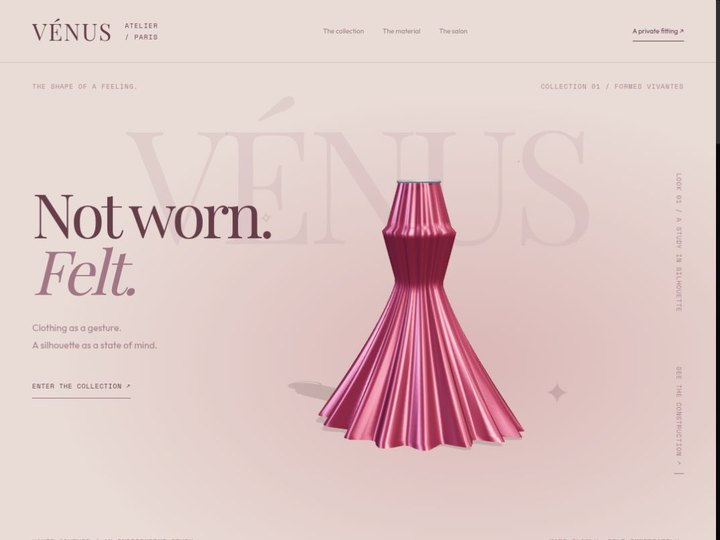 VÉNUS
ATELIER
/ PARIS
The collection
The material
The salon
A private fitting ↗
THE SHAPE OF A FEELING.
COLLECTION 01 / FORMES VIVANTES
VÉNUS
Not worn.
Felt.
Clothing as a gesture.
A silhouette as a state of mind.
ENTER THE COLLECTION ↗
LOOK 01 / A STUDY IN SILHOUETTE
SEE THE CONSTRUCTION ↗